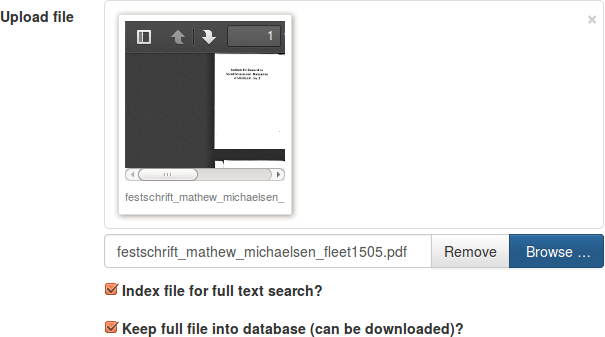 Upload file
×
1
festschrift_mathew_michaelsen_
festschrift_mathew_michaelsen_fleet1505.pdf
Remove
Browse ...
Index file for full text search?
Keep full file into database (can be downloaded)?